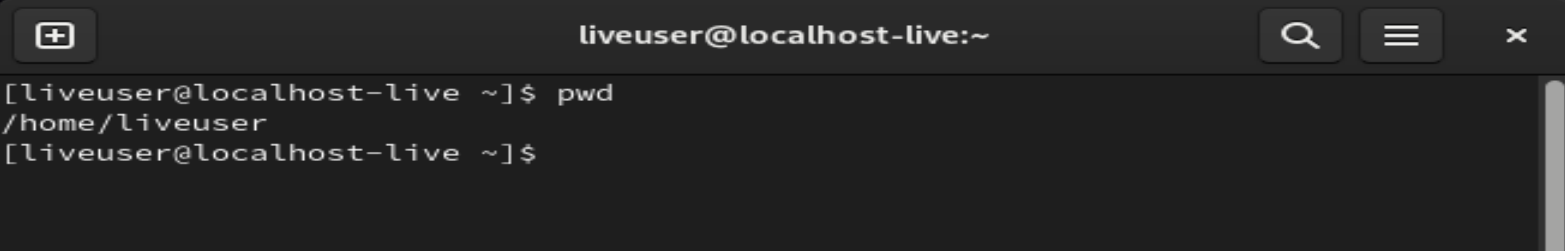 liveuser@localhost-live:~
[liveuser@localhost-live ~]$ pwd
/home/liveuser
[liveuser@localhost-live ~]$